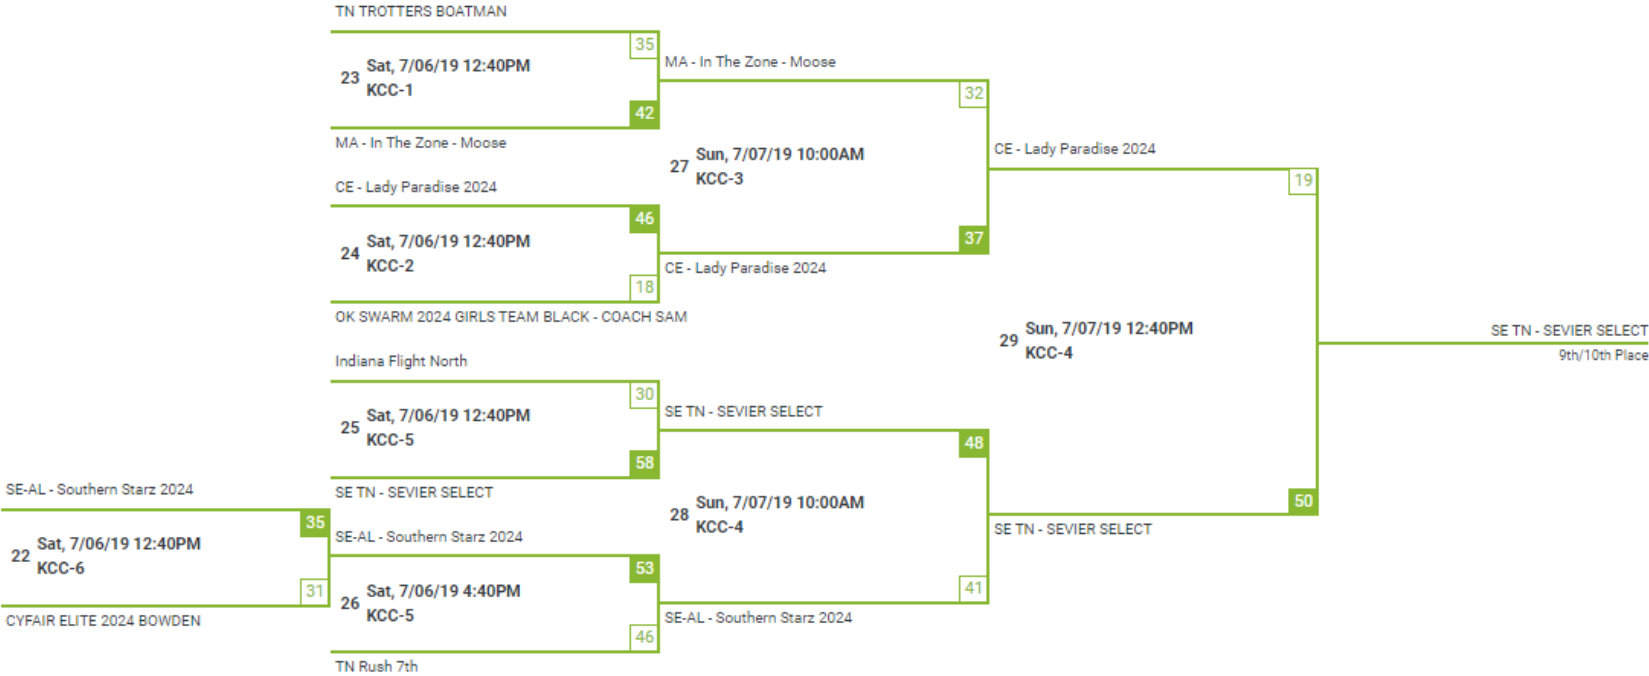 TN TROTTERS BOATMAN
35
23 Sat, 7/06/19 12:40PM
KCC-1
42
MA - In The Zone - Moose
CE - Lady Paradise 2024
46
24 Sat, 7/06/19 12:40PM
KCC-2
18
OK SWARM 2024 GIRLS TEAM BLACK - COACH SAM
Indiana Flight North
30
25 Sat, 7/06/19 12:40PM
KCC-5
58
SE TN - SEVIER SELECT
SE-AL - Southern Starz 2024
35
22 Sat, 7/06/19 12:40PM
KCC-6
31
CYFAIR ELITE 2024 BOWDEN
SE-AL - Southern Starz 2024
53
26 Sat, 7/06/19 4:40PM
KCC-5
46
TN Rush 7th
MA - In The Zone - Moose
32
27 Sun, 7/07/19 10:00AM
KCC-3
37
CE - Lady Paradise 2024
SE TN - SEVIER SELECT
48
28 Sun, 7/07/19 10:00AM
KCC-4
41
SE-AL - Southern Starz 2024
CE - Lady Paradise 2024
19
29 Sun, 7/07/19 12:40PM
KCC-4
50
SE TN - SEVIER SELECT
SE TN - SEVIER SELECT
9th/10th Place